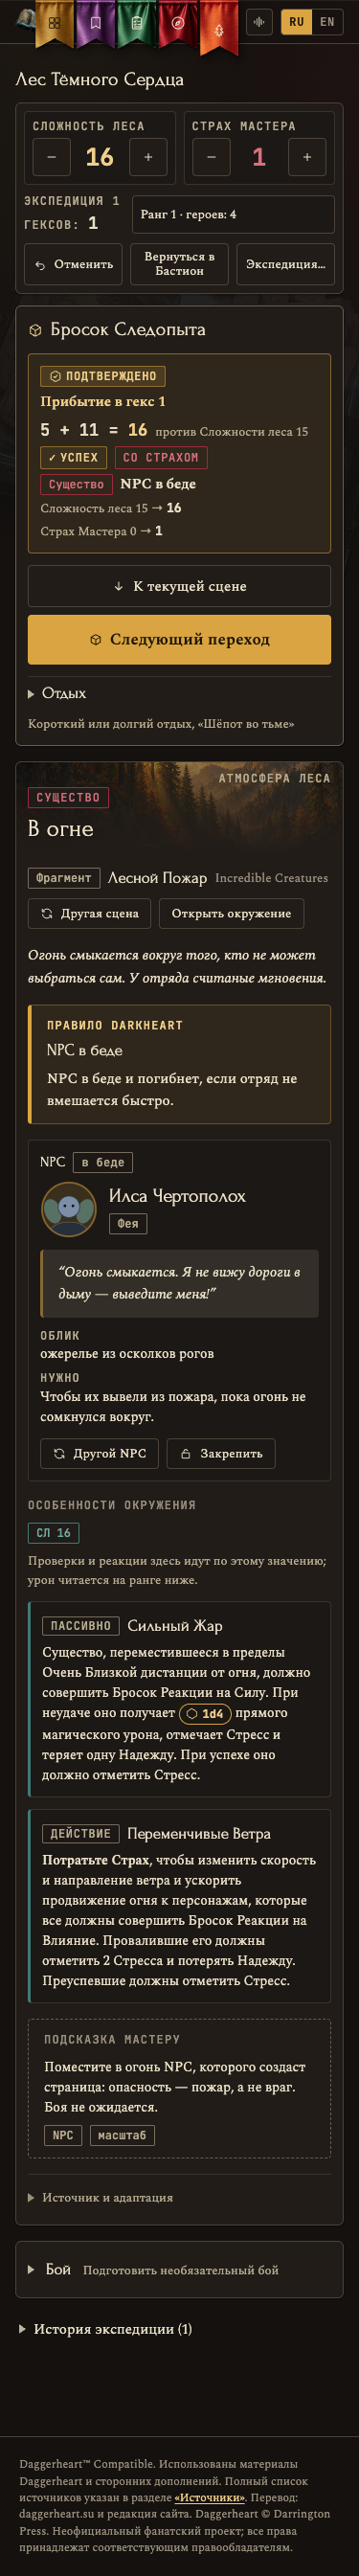 RU EN
Лес Тёмного Сердца
СЛОЖНОСТЬ ЛЕСА
− 16 +
СТРАХ МАСТЕРА
− 1 +
ЭКСПЕДИЦИЯ 1
ГЕКСОВ: 1
Ранг 1 · героев: 4
Отменить
Вернуться в
Бастион
Экспедиция…
Бросок Следопыта
ПОДТВЕРЖДЕНО
Прибытие в гекс 1
5 + 11 = 16 против Сложности леса 15
✓ УСПЕХ СО СТРАХОМ
Существо NPC в беде
Сложность леса 15 → 16
Страх Мастера 0 → 1
↓ К текущей сцене
Следующий переход
Отдых
Короткий или долгий отдых, «Шёпот во тьме»
АТМОСФЕРА ЛЕСА
СУЩЕСТВО
В огне
Фрагмент Лесной Пожар Incredible Creatures
Другая сцена Открыть окружение
Огонь смыкается вокруг того, кто не может
выбраться сам. У отряда считаные мгновения.
ПРАВИЛО DARKHEART
NPC в беде
NPC в беде и погибнет, если отряд не
вмешается быстро.
NPC в беде
Илса Чертополох
Фея
“Огонь смыкается. Я не вижу дороги в
дыму — выведите меня!”
ОБЛИК
ожерелье из осколков рогов
НУЖНО
Чтобы их вывели из пожара, пока огонь не
сомкнулся вокруг.
Другой NPC Закрепить
ОСОБЕННОСТИ ОКРУЖЕНИЯ
СЛ 16
Проверки и реакции здесь идут по этому значению;
урон читается на ранге ниже.
ПАССИВНО Сильный Жар
Существо, переместившееся в пределы
Очень Близкой дистанции от огня, должно
совершить Бросок Реакции на Силу. При
неудаче оно получает 1d4 прямого
магического урона, отмечает Стресс и
теряет одну Надежду. При успехе оно
должно отметить Стресс.
ДЕЙСТВИЕ Переменчивые Ветра
Потратьте Страх, чтобы изменить скорость
и направление ветра и ускорить
продвижение огня к персонажам, которые
все должны совершить Бросок Реакции на
Влияние. Провалившие его должны
отметить 2 Стресса и потерять Надежду.
Преуспевшие должны отметить Стресс.
ПОДСКАЗКА МАСТЕРУ
Поместите в огонь NPC, которого создаст
страница: опасность — пожар, а не враг.
Боя не ожидается.
NPC масштаб
Источник и адаптация
Бой Подготовить необязательный бой
История экспедиции (1)
Daggerheart™ Compatible. Использованы материалы
Daggerheart и сторонних дополнений. Полный список
источников указан в разделе «Источники». Перевод:
daggerheart.su и редакция сайта. Daggerheart © Darrington
Press. Неофициальный фанатский проект; все права
принадлежат соответствующим правообладателям.